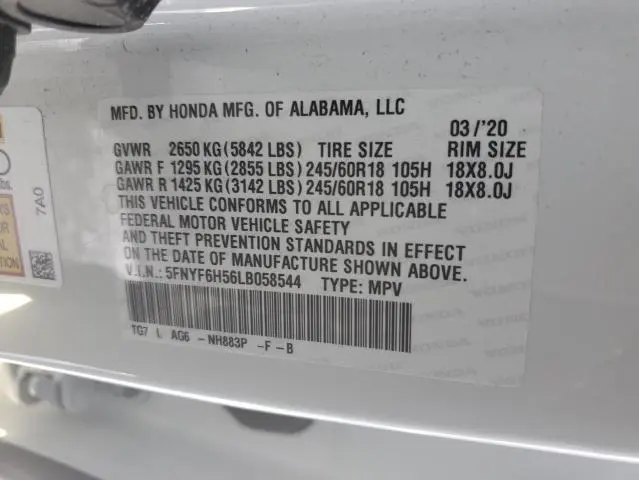 MFD. BY HONDA MFG. OF ALABAMA, LLC
03 /'20
GVWR 2650 KG (5842 LBS) TIRE SIZE RIM SIZE
GAWR F 1295 KG (2855 LBS) 245/60R18 105H 18X8.0J
GAWR R 1425 KG (3142 LBS) 245/60R18 105H 18X8.0J
THIS VEHICLE CONFORMS TO ALL APPLICABLE
FEDERAL MOTOR VEHICLE SAFETY
AND THEFT PREVENTION STANDARDS IN EFFECT
ON THE DATE OF MANUFACTURE SHOWN ABOVE.
V.I.N.: 5FNYF6H56LB058544 TYPE: MPV
TG7 L AG6 - NH883P -F - B
7A0
lbs.